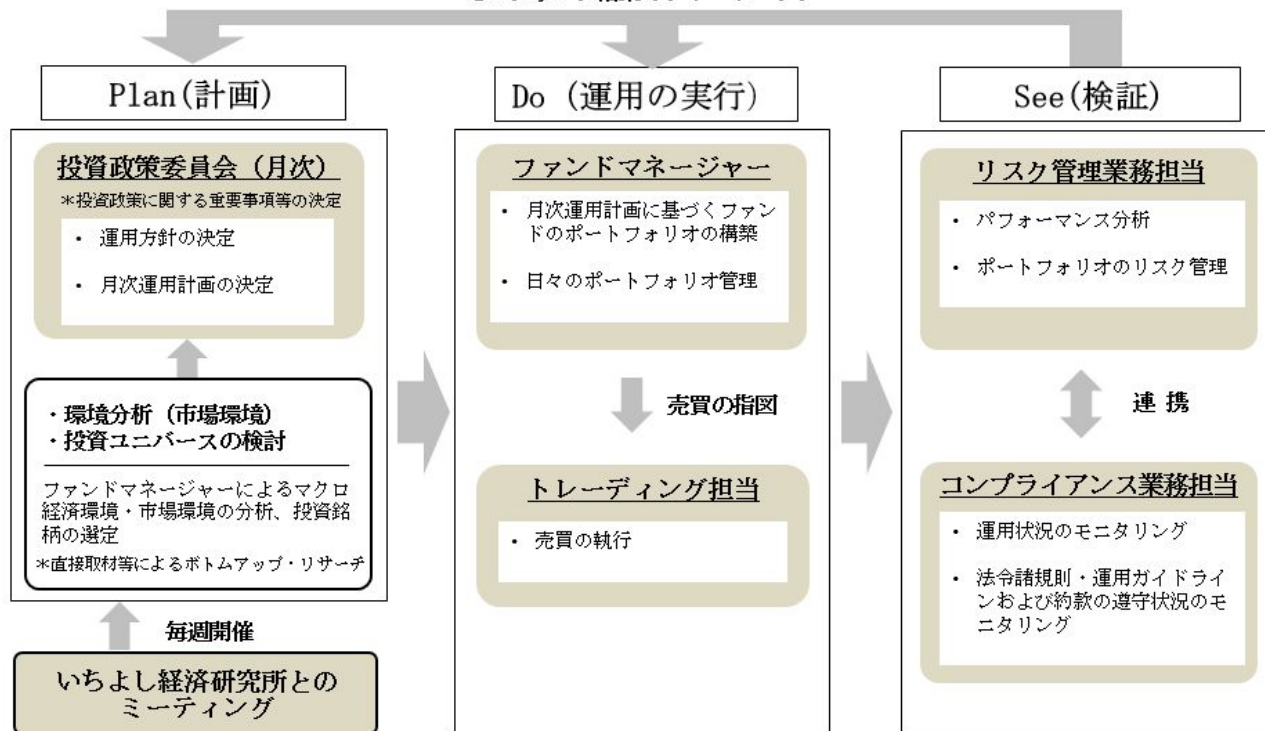 Plan(計画)
投資政策委員会（月次）
＊投資政策に関する重要事項等の決定
・ 運用方針の決定
・ 月次運用計画の決定
・環境分析（市場環境）
・投資ユニバースの検討
ファンドマネージャーによるマクロ
経済環境・市場環境の分析、投資銘
柄の選定
＊直接取材等によるボトムアップ・リサーチ
毎週開催
いちよし経済研究所との
ミーティング
Do（運用の実行）
ファンドマネージャー
・ 月次運用計画に基づくファン
ドのポートフォリオの構築
・ 日々のポートフォリオ管理
売買の指図
トレーディング担当
・ 売買の執行
See(検証)
リスク管理業務担当
・ パフォーマンス分析
・ ポートフォリオのリスク管理
連 携
コンプライアンス業務担当
・ 運用状況のモニタリング
・ 法令諸規則・運用ガイドライ
ンおよび約款の遵守状況のモ
ニタリング